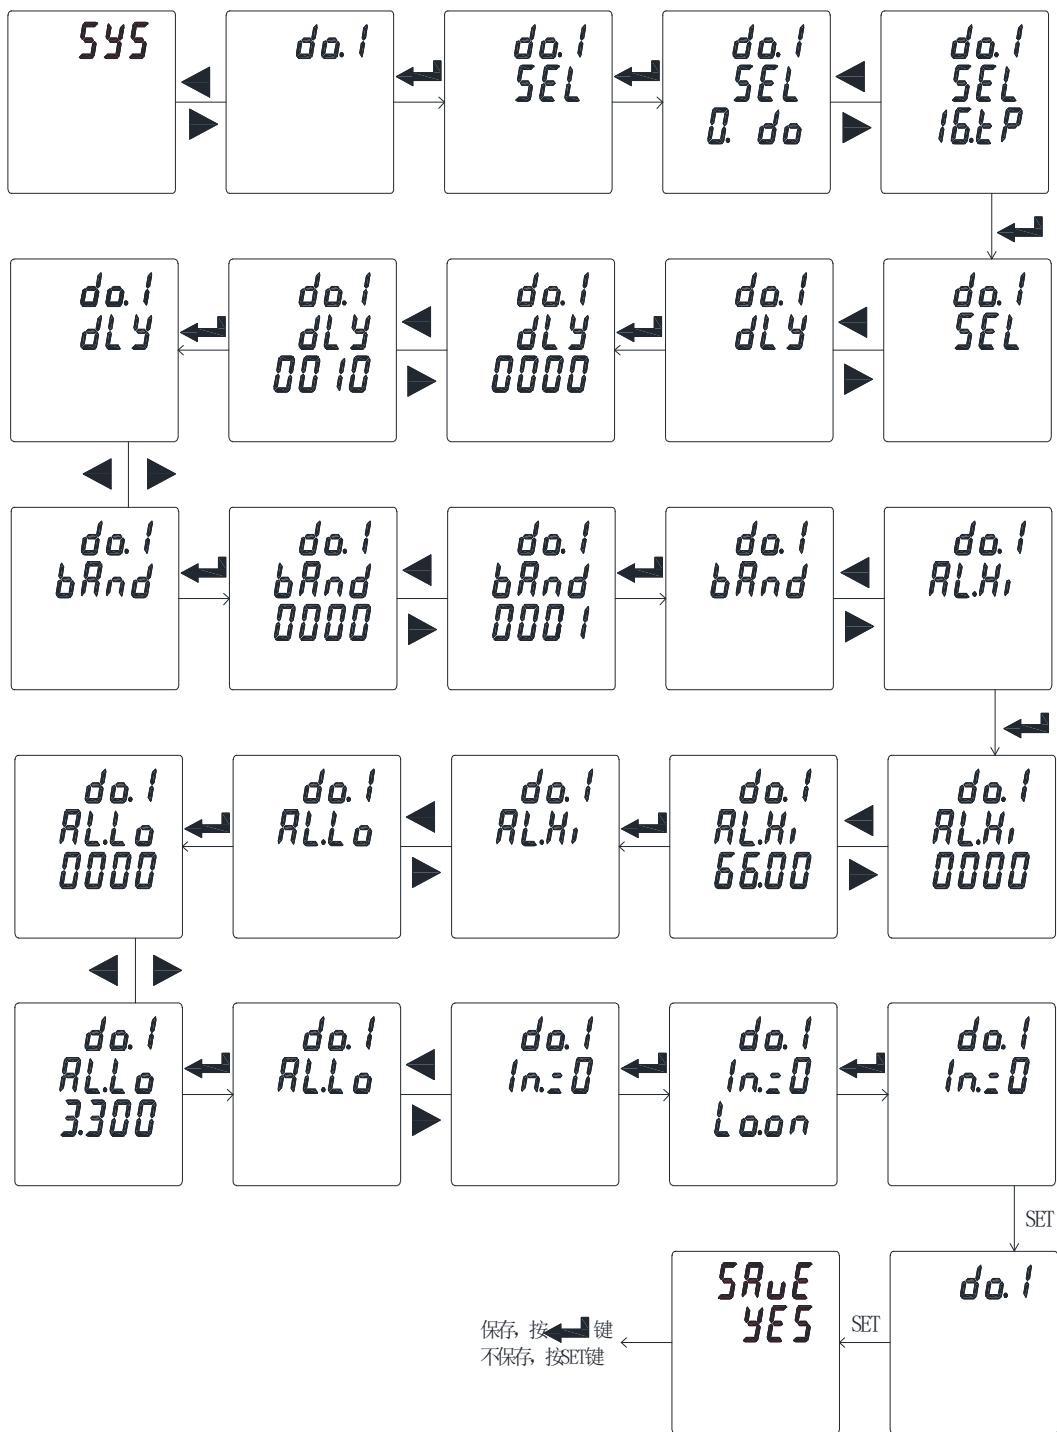 SYS
do.1
do.1
SEL
do.1
SEL
0. do
do.1
SEL
16.tP
do.1
dLY
do.1
dLY
0010
do.1
dLY
0000
do.1
dLY
do.1
SEL
do.1
bAnd
do.1
bAnd
0000
do.1
bAnd
0001
do.1
bAnd
do.1
AL.Hi
do.1
AL.Lo
0000
do.1
AL.Lo
do.1
AL.Hi
do.1
AL.Hi
66.00
do.1
AL.Hi
0000
do.1
AL.Lo
3.300
do.1
AL.Lo
do.1
In.=0
do.1
In.=0
Lo.on
do.1
In.=0
SET
SAvE
YES
SET
do.1
保存，按 键
不保存，按SET键